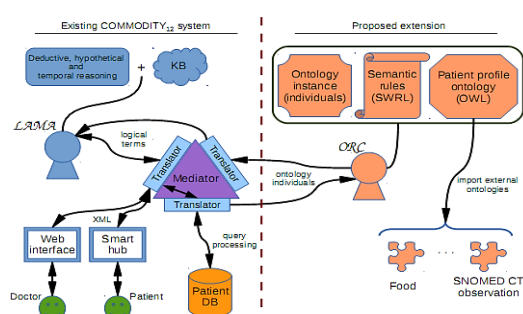 Existing COMMODITY12 system
Proposed extension
Deductive, hypothetical
and
temporal reasoning
+
KB
Ontology
instance
(individuals)
Semantic
rules
(SWRL)
Patient profile
ontology
(OWL)
LAMA
logical
terms
Translator
Translator
Mediator
Translator
ORC
ontology
individuals
import external
ontologies
XML
Web
interface
Smart
hub
query
processing
Patient
DB
Doctor
Patient
...
Food
SNOMED CT
observation